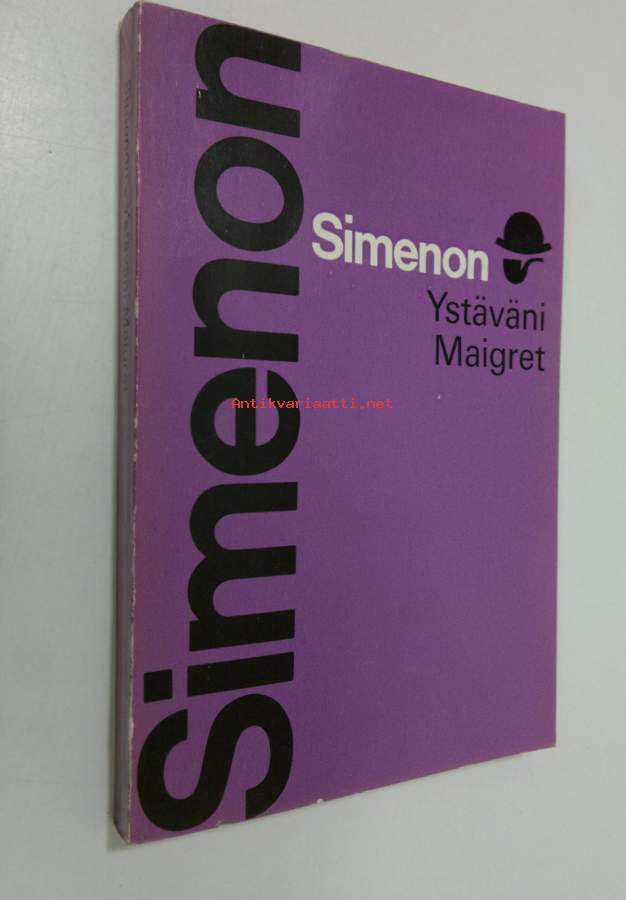 Simenon
Simenon
Ystäväni
Maigret
Antikvariaatti.net